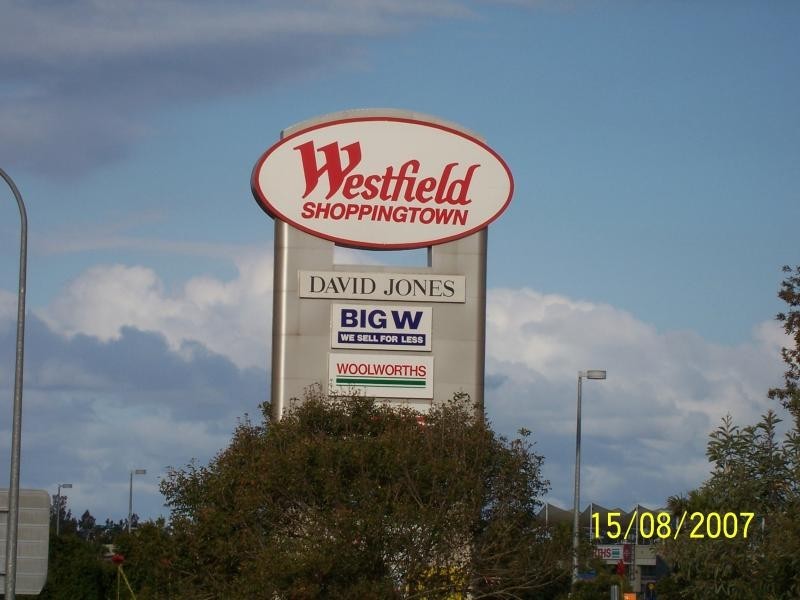 Westfield
SHOPPINGTOWN
DAVID JONES
BIG W
WE SELL FOR LESS
WOOLWORTHS
15/08/2007